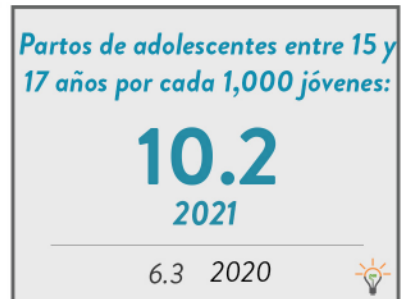 Partos de adolescentes entre 15 y
17 años por cada 1,000 jóvenes:
10.2
2021
6.3 2020